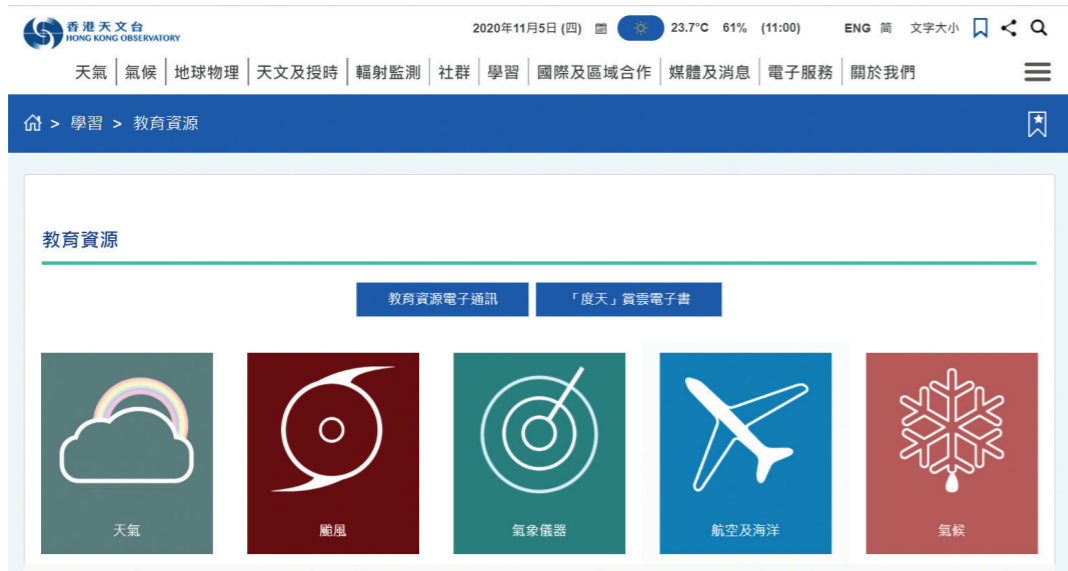 香港天文台
HONG KONG OBSERVATORY
2020年11月5日 (四) 23.7°C 61% (11:00) ENG 简 文字大小
天氣 氣候 地球物理 天文及授時 輻射監測 社群 學習 國際及區域合作 媒體及消息 電子服務 關於我們
> 學習 > 教育資源
教育資源
教育資源電子通訊 「度天」賞雲電子書
天氣 颱風 氣象儀器 航空及海洋 氣候